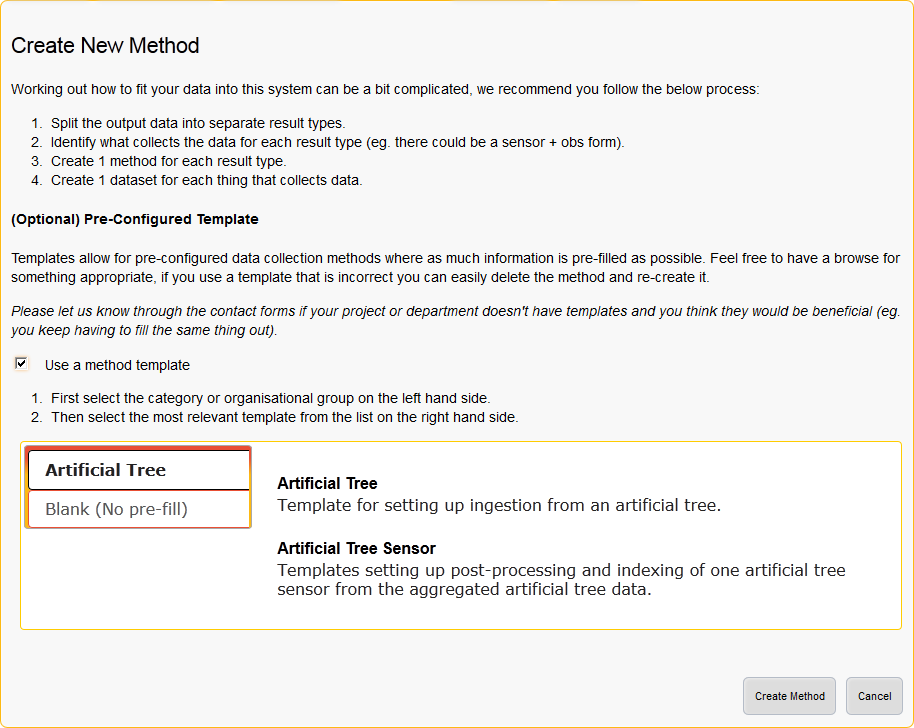 Create New Method
Working out how to fit your data into this system can be a bit complicated, we recommend you follow the below process:
1. Split the output data into separate result types.
2. Identify what collects the data for each result type (eg. there could be a sensor + obs form).
3. Create 1 method for each result type.
4. Create 1 dataset for each thing that collects data.
(Optional) Pre-Configured Template
Templates allow for pre-configured data collection methods where as much information is pre-filled as possible. Feel free to have a browse for
something appropriate, if you use a template that is incorrect you can easily delete the method and re-create it.
Please let us know through the contact forms if your project or department doesn't have templates and you think they would be beneficial (eg.
you keep having to fill the same thing out).
Use a method template
1. First select the category or organisational group on the left hand side.
2. Then select the most relevant template from the list on the right hand side.
Artificial Tree
Blank (No pre-fill)
Artificial Tree
Template for setting up ingestion from an artificial tree.
Artificial Tree Sensor
Templates setting up post-processing and indexing of one artificial tree
sensor from the aggregated artificial tree data.
Create Method
Cancel